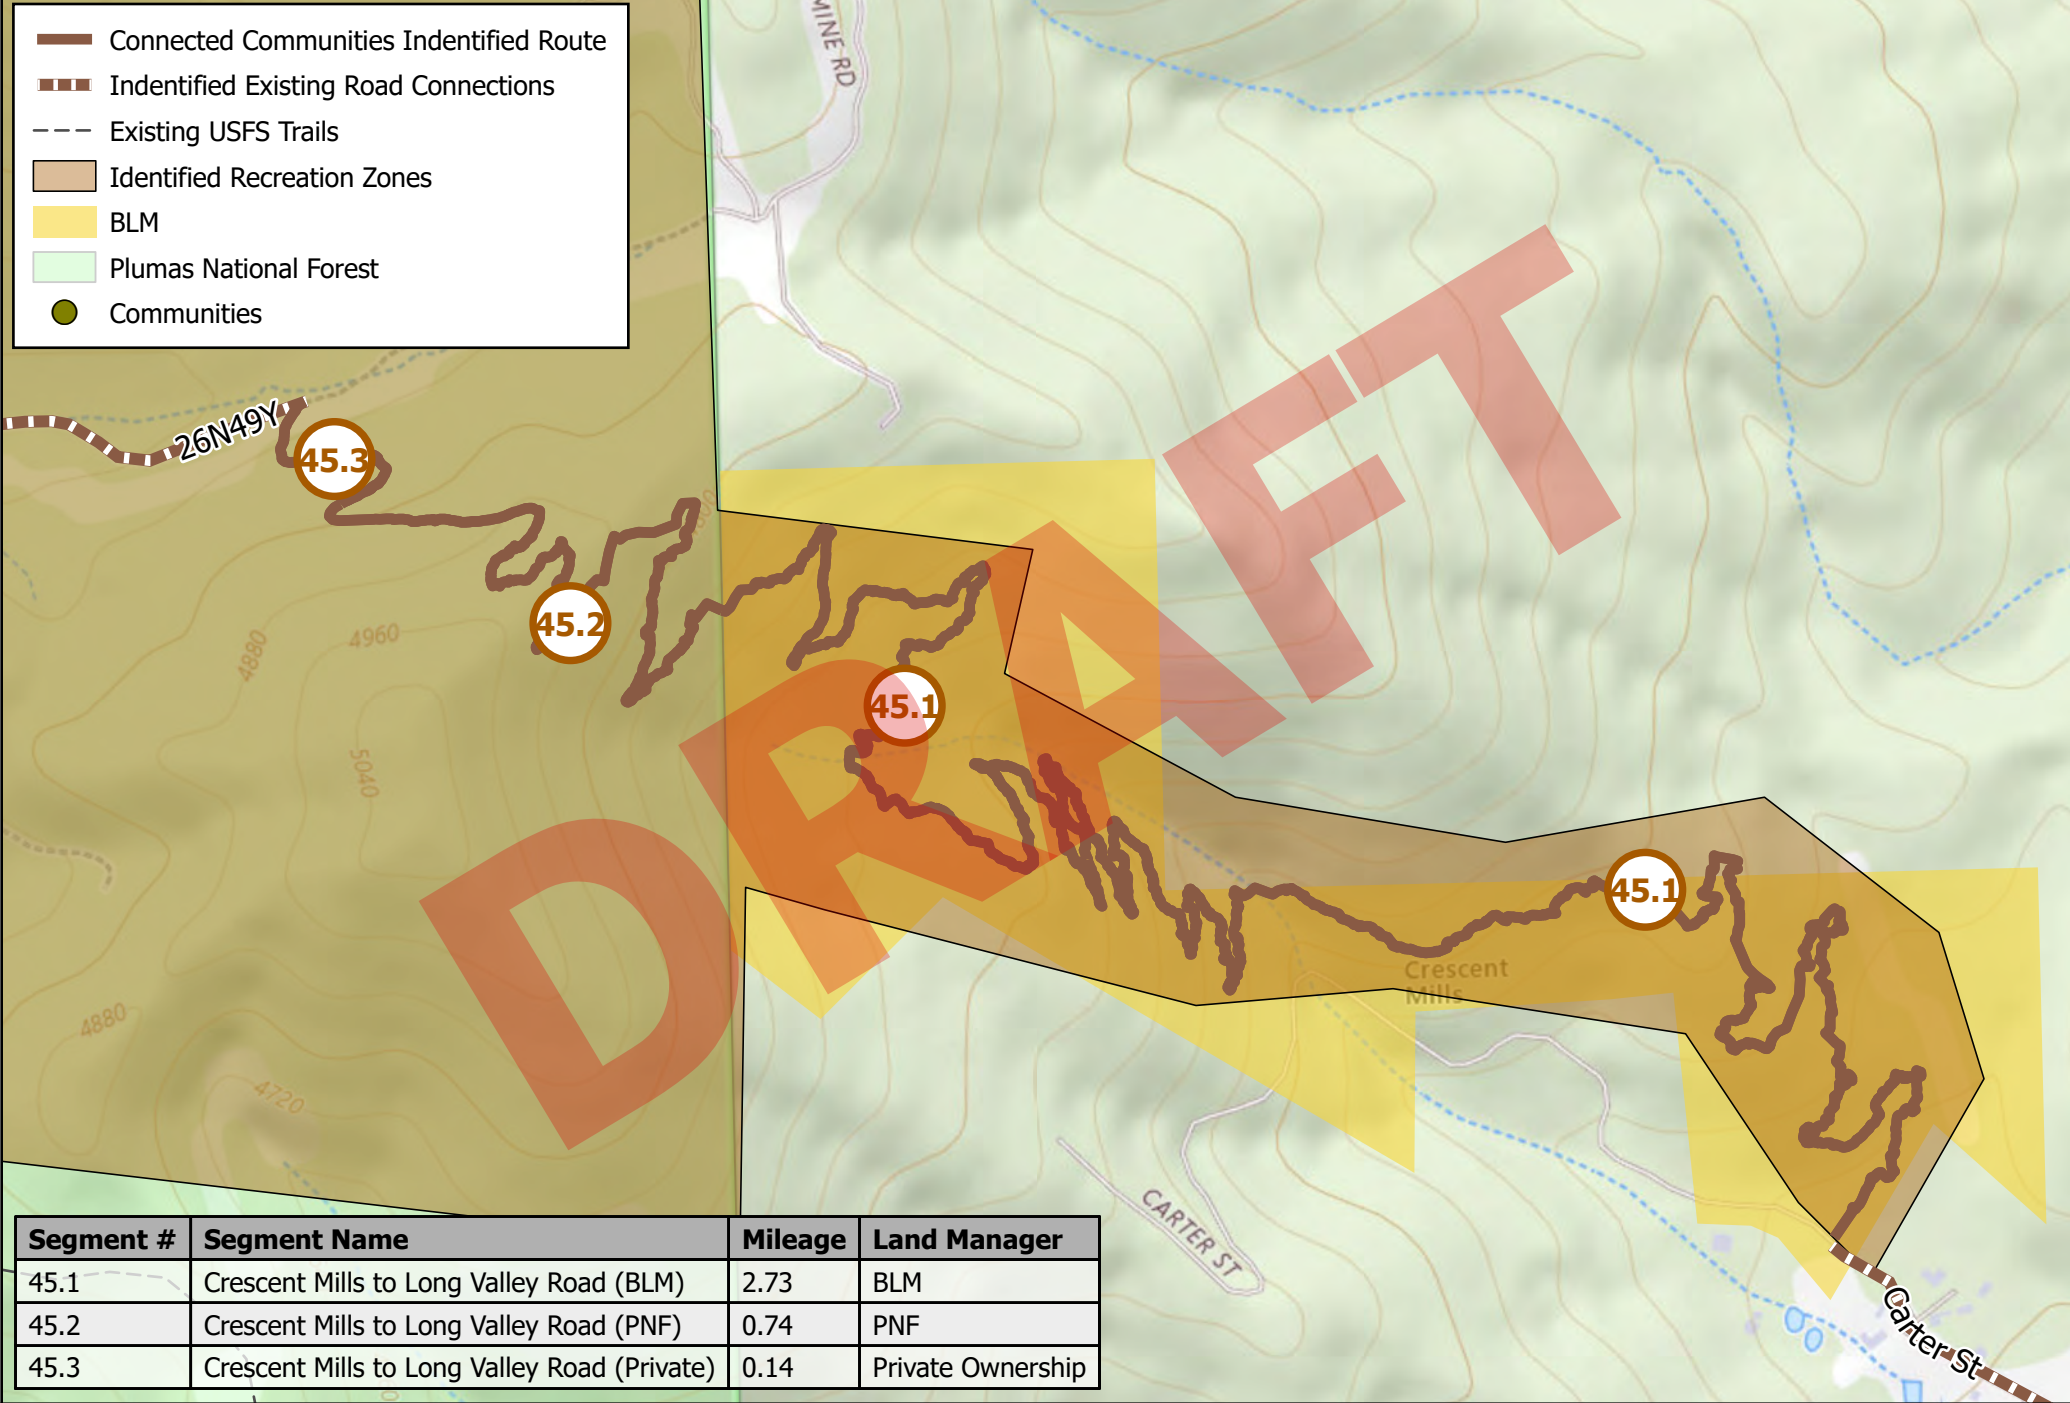 Connected Communities Indentified Route
Indentified Existing Road Connections
Existing USFS Trails
Identified Recreation Zones
BLM
Plumas National Forest
Communities
MINE RD
26N49Y
45.3
45.2
45.1
45.1
4880
4960
5040
4880
4720
DRAFT
Crescent
Mills
CARTER ST
Carter St
Segment # Segment Name Mileage Land Manager
45.1 Crescent Mills to Long Valley Road (BLM) 2.73 BLM
45.2 Crescent Mills to Long Valley Road (PNF) 0.74 PNF
45.3 Crescent Mills to Long Valley Road (Private) 0.14 Private Ownership